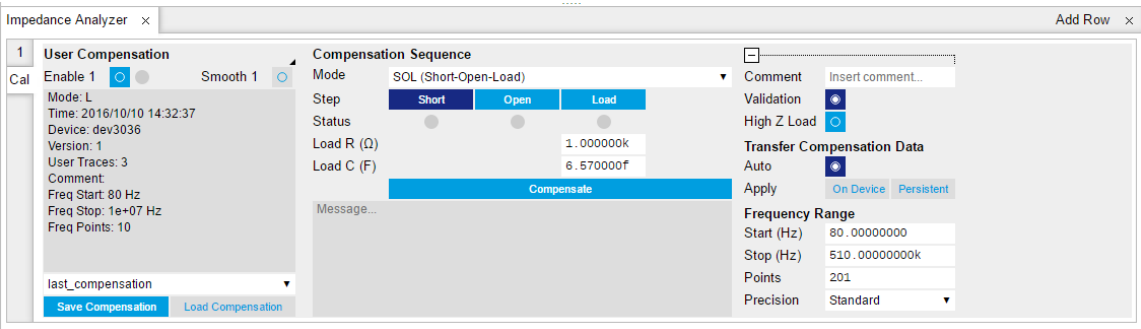 Impedance Analyzer ×
Add Row ×
1
Cal
User Compensation
Enable 1
Smooth 1
Mode: L
Time: 2016/10/10 14:32:37
Device: dev3036
Version: 1
User Traces: 3
Comment:
Freq Start: 80 Hz
Freq Stop: 1e+07 Hz
Freq Points: 10
last_compensation
Save Compensation
Load Compensation
Compensation Sequence
Mode SOL (Short-Open-Load)
Step Short Open Load
Status
Load R (Ω) 1.000000k
Load C (F) 6.570000f
Compensate
Message...
Comment Insert comment...
Validation
High Z Load
Transfer Compensation Data
Auto
Apply On Device Persistent
Frequency Range
Start (Hz) 80.00000000
Stop (Hz) 510.00000000k
Points 201
Precision Standard